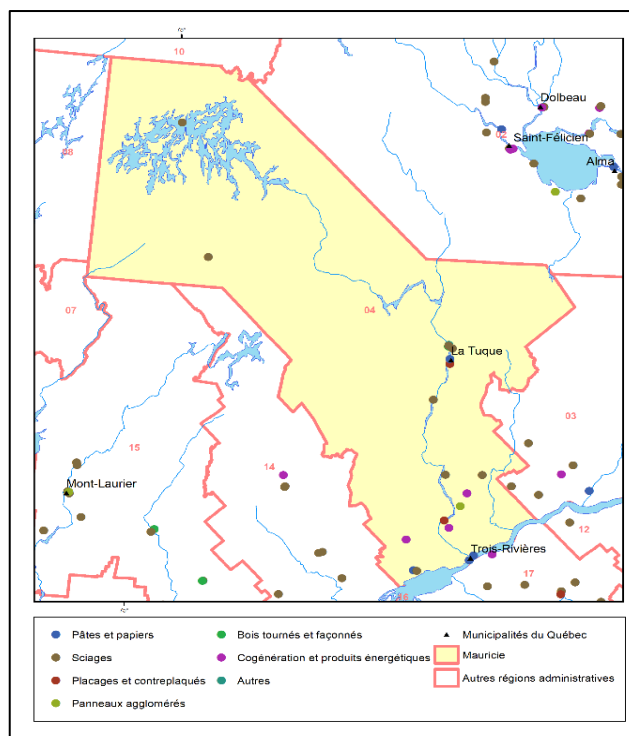 10
Dolbeau
02
Saint-Félicien
Alma
08
07
04
La Tuque
03
15
14
Mont-Laurier
12
Trois-Rivières
17
16
Pâtes et papiers
Bois tournés et façonnés
Municipalités du Québec
Sciages
Cogénération et produits énergétiques
Mauricie
Placages et contreplaqués
Autres
Autres régions administratives
Panneaux agglomérés